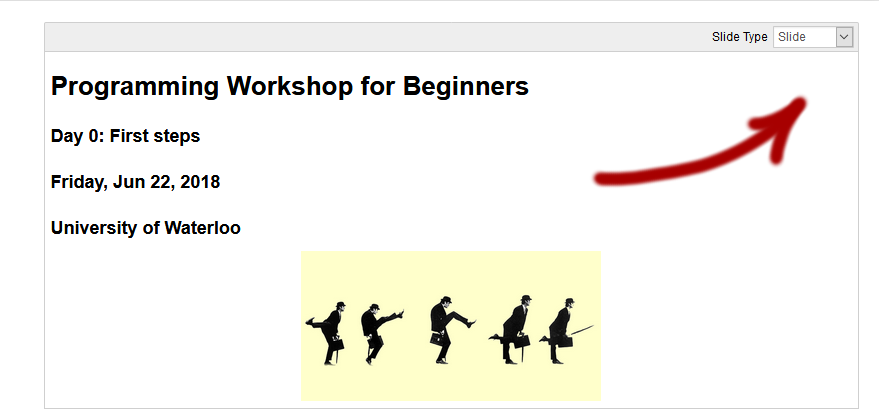 Slide Type Slide
Programming Workshop for Beginners
Day 0: First steps
Friday, Jun 22, 2018
University of Waterloo